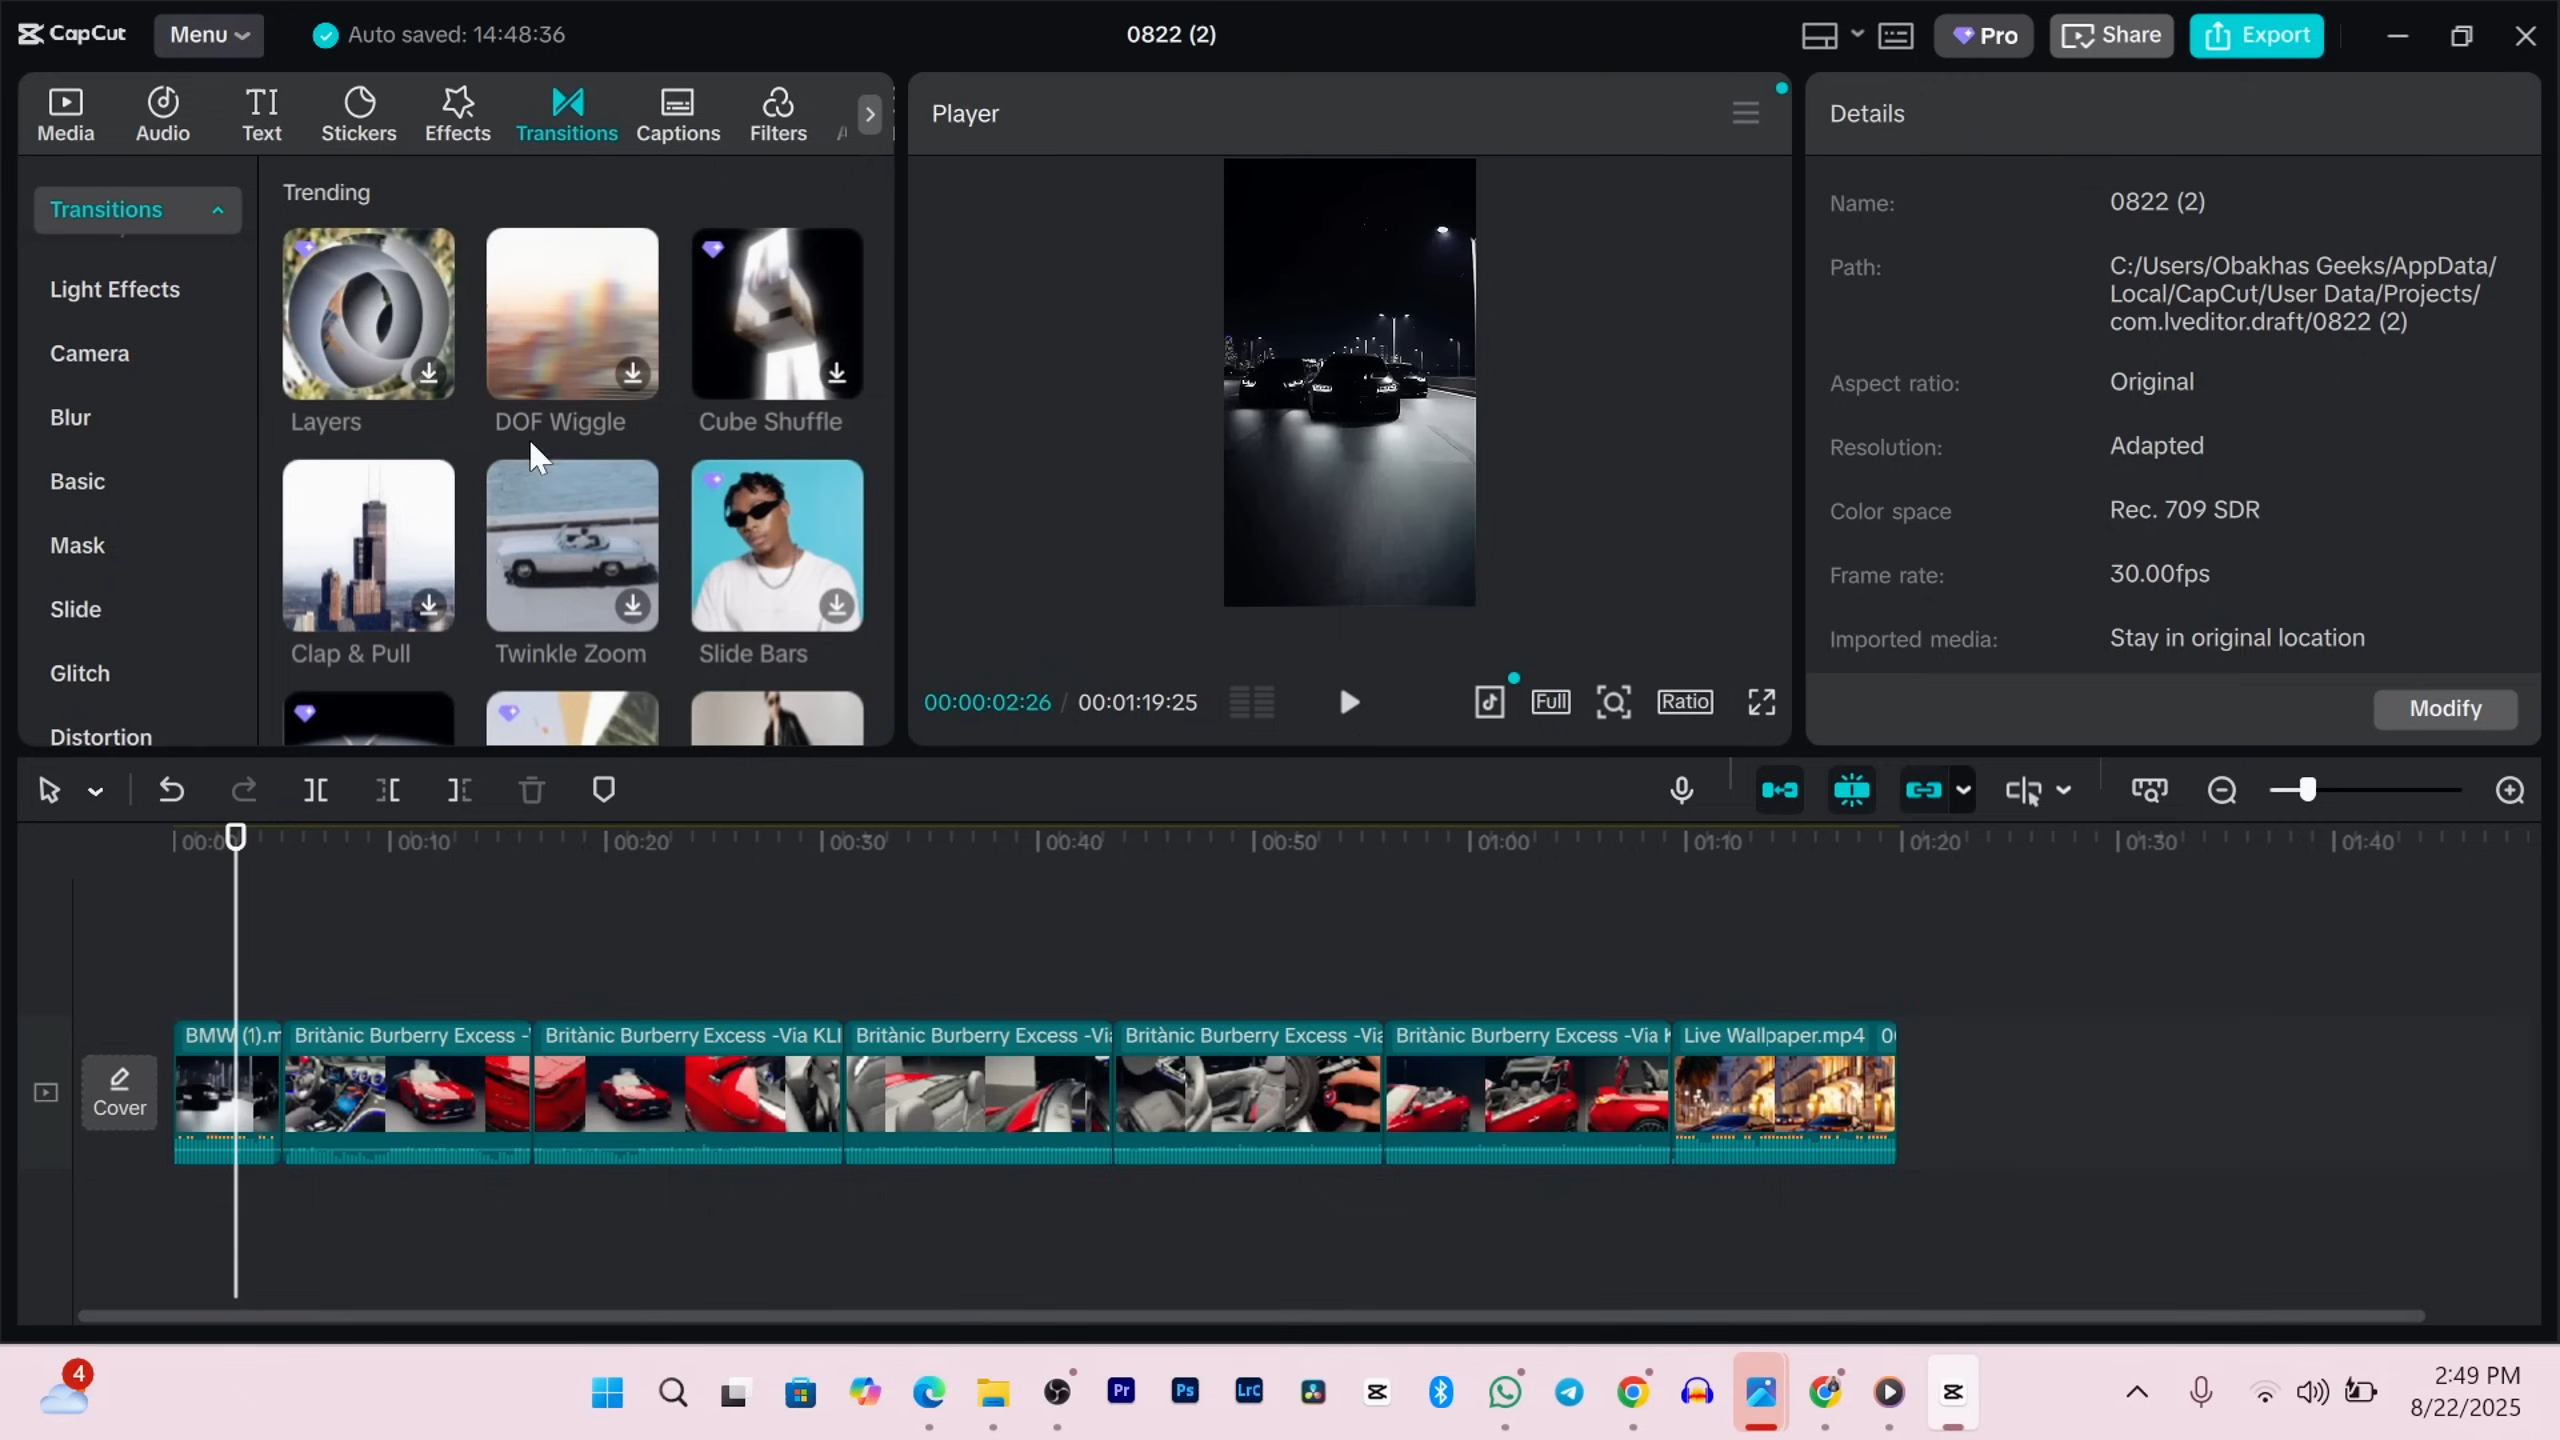 CapCut
Menu
Auto saved: 14:48:36
0822 (2)
Pro
Share
Export
Media
Audio
TI
Text
Stickers
Effects
Transitions
Captions
Filters
Transitions
Light Effects
Camera
Blur
Basic
Mask
Slide
Glitch
Distortion
Trending
Layers
DOF Wiggle
Cube Shuffle
Clap & Pull
Twinkle Zoom
Slide Bars
Player
00:00:02:26 / 00:01:19:25
Full
Ratio
Details
Name: 0822 (2)
Path: C:/Users/Obakhas Geeks/AppData/
Local/CapCut/User Data/Projects/
com.lveditor.draft/0822 (2)
Aspect ratio: Original
Resolution: Adapted
Color space Rec. 709 SDR
Frame rate: 30.00fps
Imported media: Stay in original location
Modify
00:0 00:10 00:20 00:30 00:40 00:50 01:00 01:10 01:20 01:30 01:40
Cover
BMW (1).m
Britànic Burberry Excess -
Britànic Burberry Excess -Via KLI
Britànic Burberry Excess -Via
Britànic Burberry Excess -Via
Britànic Burberry Excess -Via K
Live Wallpaper.mp4 0
4
Pr
Ps
LrC
2:49 PM
8/22/2025